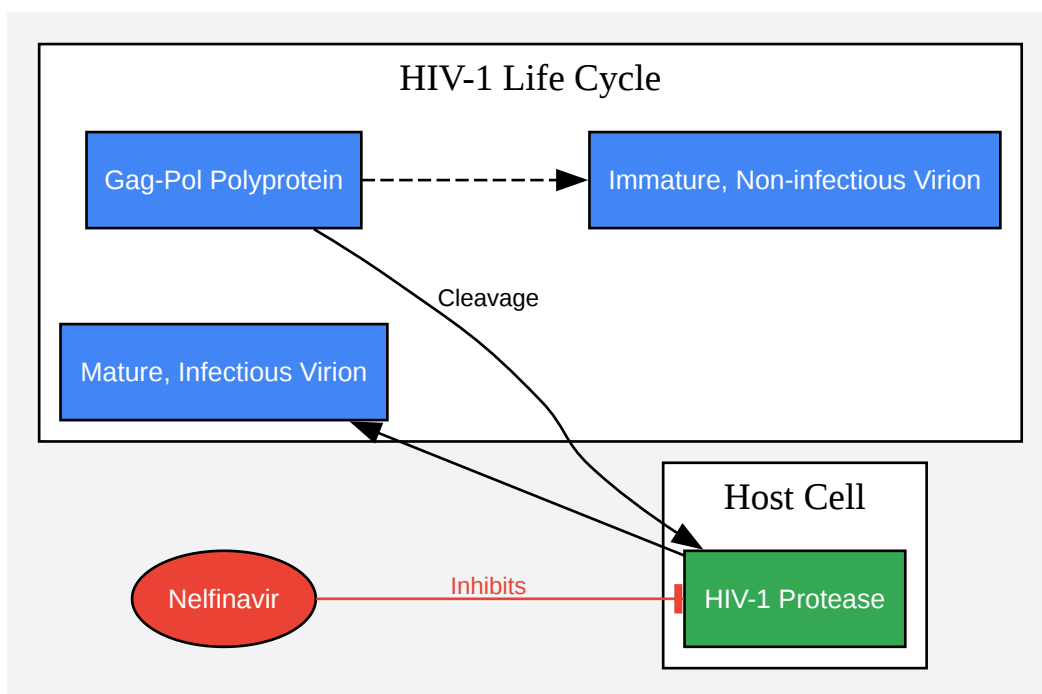 HIV-1 Life Cycle
Gag-Pol Polyprotein
Immature, Non-infectious Virion
Cleavage
Mature, Infectious Virion
Host Cell
Nelfinavir
Inhibits
HIV-1 Protease